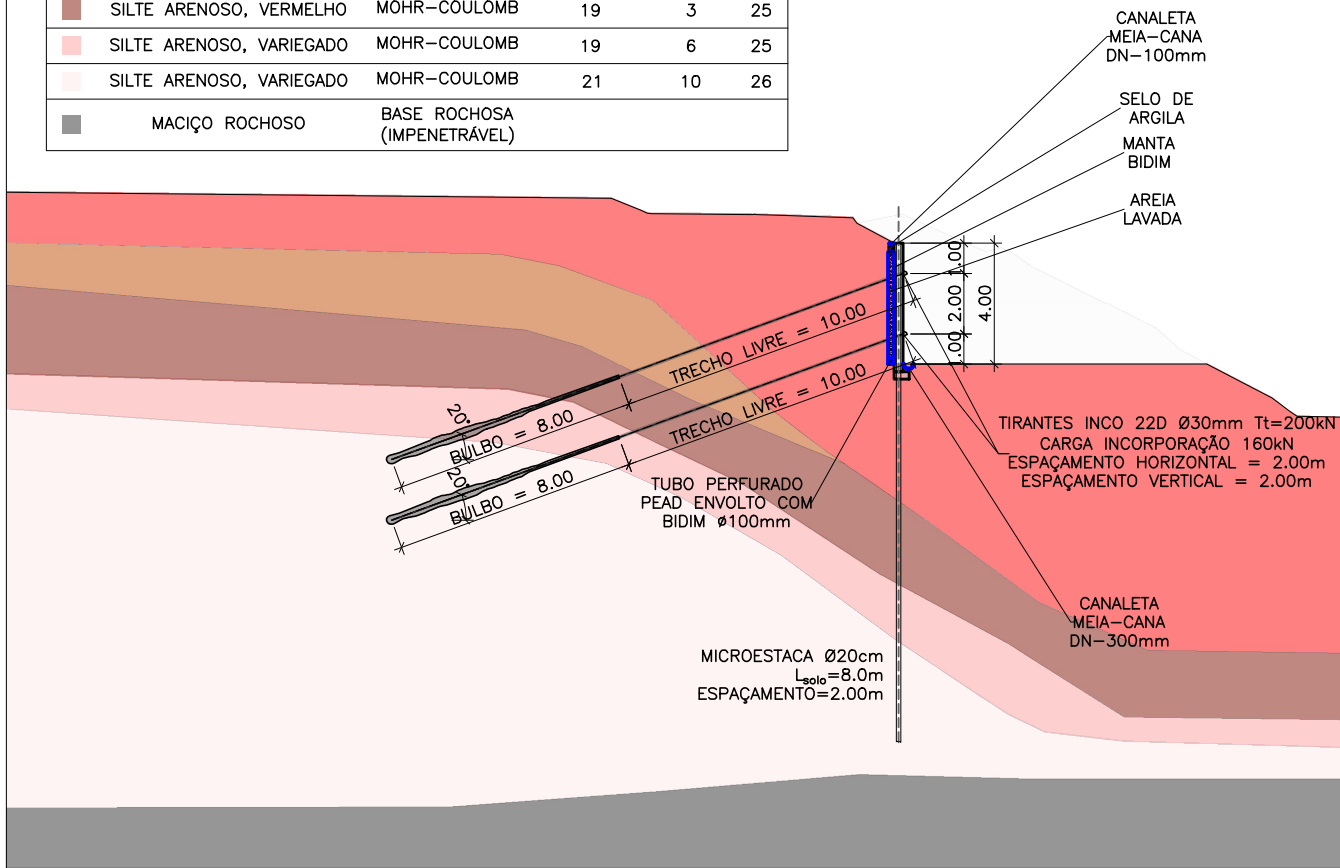 SILTE ARENOSO, VERMELHO MOHR-COULOMB 19 3 25
SILTE ARENOSO, VARIEGADO MOHR-COULOMB 19 6 25
SILTE ARENOSO, VARIEGADO MOHR-COULOMB 21 10 26
MACIÇO ROCHOSO BASE ROCHOSA
(IMPENETRÁVEL)
CANALETA
MEIA-CANA
DN-100mm
SELO DE
ARGILA
MANTA
BIDIM
AREIA
LAVADA
1.00
2.00
1.00
4.00
TRECHO LIVRE = 10.00
BULBO = 8.00
20°
TRECHO LIVRE = 10.00
BULBO = 8.00
20°
TIRANTES INCO 22D Ø30mm Tt=200kN
CARGA INCORPORAÇÃO 160kN
ESPAÇAMENTO HORIZONTAL = 2.00m
ESPAÇAMENTO VERTICAL = 2.00m
TUBO PERFURADO
PEAD ENVOLTO COM
BIDIM ø100mm
CANALETA
MEIA-CANA
DN-300mm
MICROESTACA Ø20cm
Lsolo=8.0m
ESPAÇAMENTO=2.00m